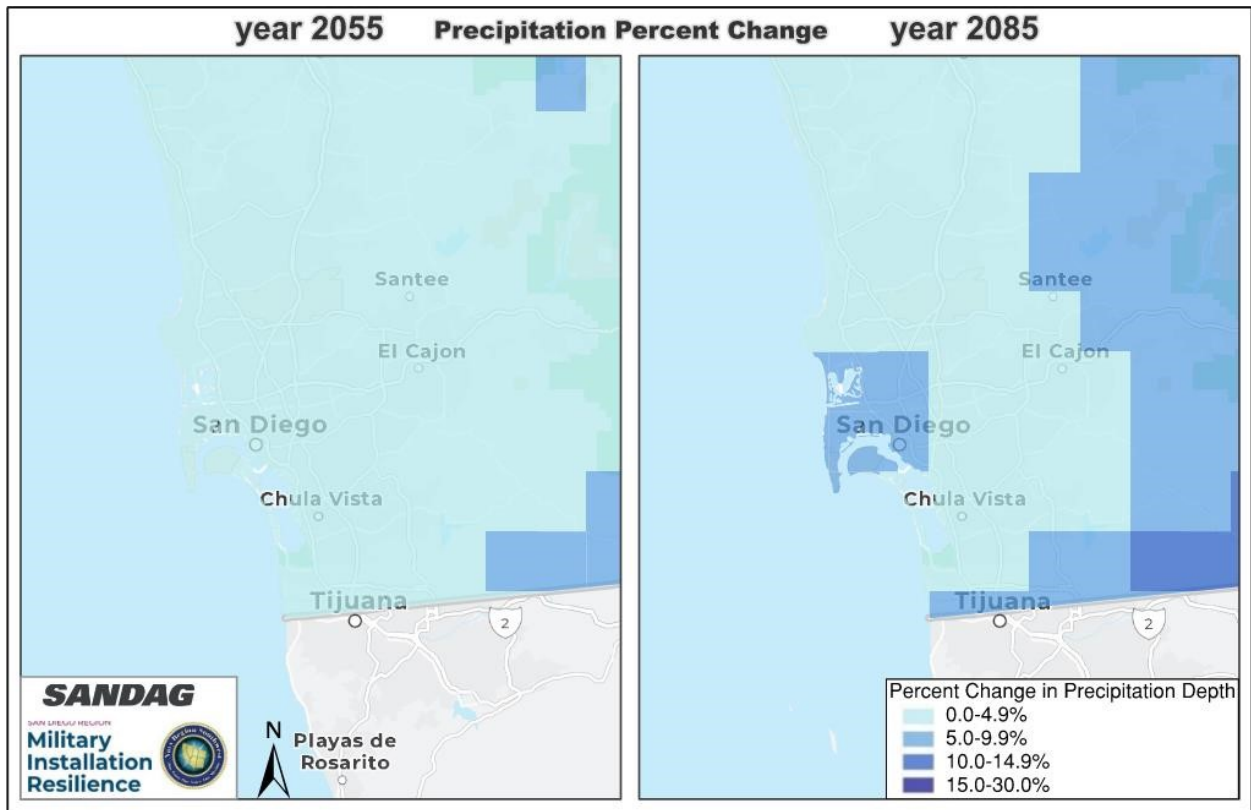 year 2055
Precipitation Percent Change
year 2085
Santee
El Cajon
San Diego
Chula Vista
Tijuana
2
SANDAG
SAN DIEGO REGION
Military
Installation
Resilience
N
Playas de
Rosarito
Santee
El Cajon
San Diego
Chula Vista
Tijuana
2
Percent Change in Precipitation Depth
0.0-4.9%
5.0-9.9%
10.0-14.9%
15.0-30.0%